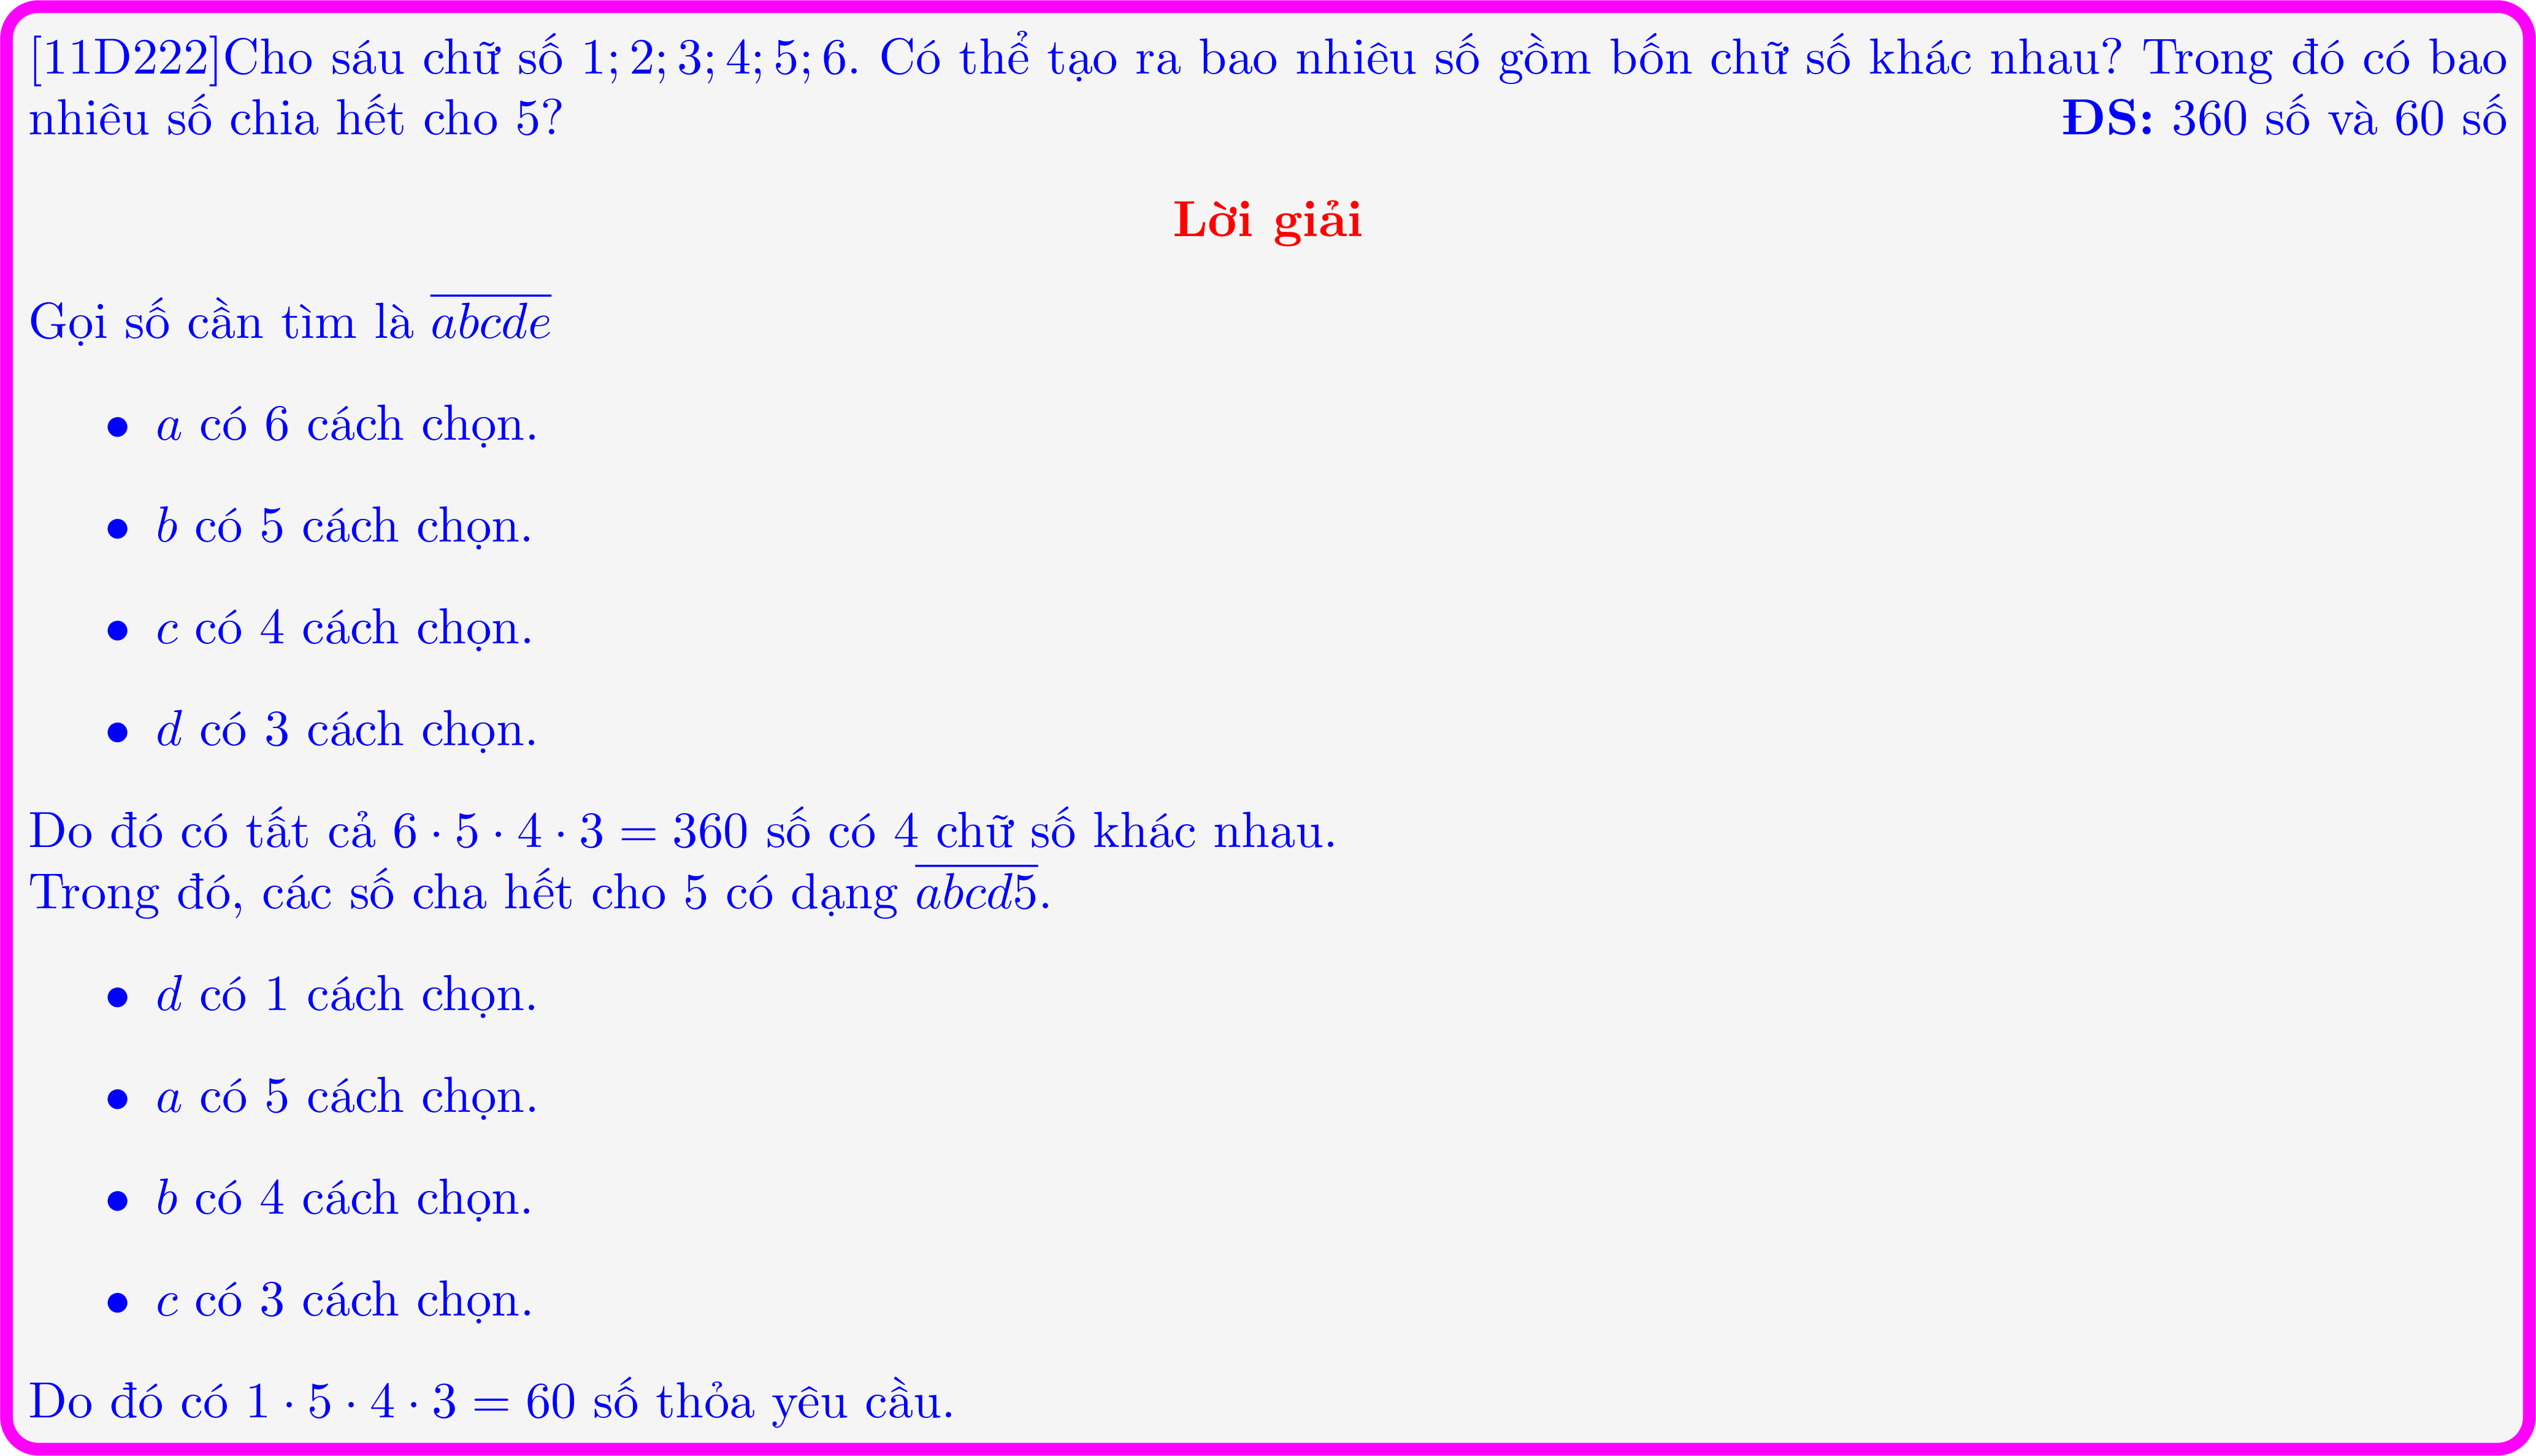 [11D222]Cho sáu chữ số 1; 2; 3; 4; 5; 6. Có thể tạo ra bao nhiêu số gồm bốn chữ số khác nhau? Trong đó có bao
nhiêu số chia hết cho 5? ĐS: 360 số và 60 số
Lời giải
Gọi số cần tìm là \overline{abcde}
• a có 6 cách chọn.
• b có 5 cách chọn.
• c có 4 cách chọn.
• d có 3 cách chọn.
Do đó có tất cả 6 · 5 · 4 · 3 = 360 số có 4 chữ số khác nhau.
Trong đó, các số cha hết cho 5 có dạng \overline{abcd5}.
• d có 1 cách chọn.
• a có 5 cách chọn.
• b có 4 cách chọn.
• c có 3 cách chọn.
Do đó có 1 · 5 · 4 · 3 = 60 số thỏa yêu cầu.